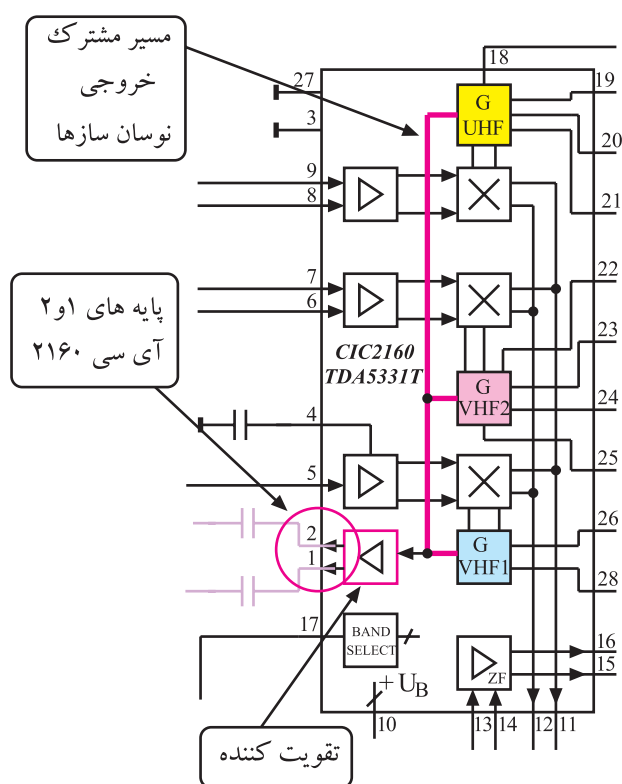 مسیر مشترك
خروجی
نوسان سازها
18
27
19
G
UHF
3
20
9
8
21
7
22
6
پایه های ۱و۲
آی سی ۲۱۶۰
23
CIC2160
TDA5331T
G
VHF2
24
4
5
25
2
26
G
VHF1
1
28
17
BAND
SELECT
16
ZF
15
+UB
10
13
14
12
11
تقویت کننده